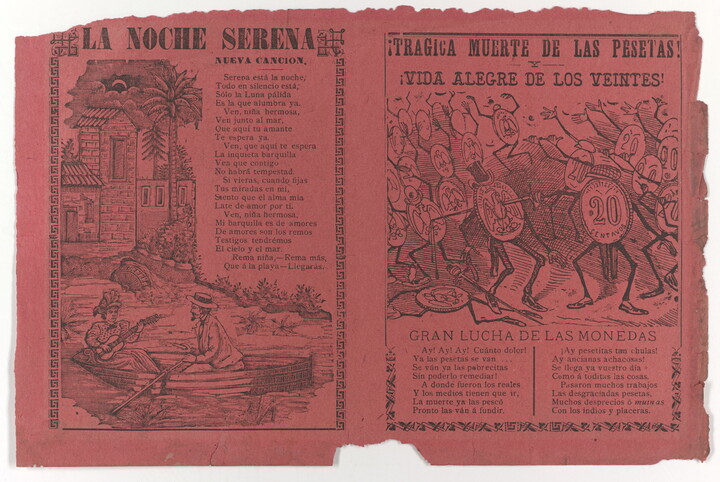 LA NOCHE SERENA
NUEVA CANCION.
Serena está la noche,
Todo en silencio está,
Sólo la Luna pálida
Es la que alumbra ya.
Ven, niña hermosa,
Ven junto al mar,
Que aquí tu amante
Te espera ya.
Ven, que aquí te espera
La inquieta barquilla
Ven que contigo
No habrá tempestad.
Si vieras, cuando fijas
Tus miradas en mi,
Siento que el alma mia
Late de amor por ti.
Ven, niña hermosa,
Mi barquilla es de amores
De amores son los remos
Testigos tendrémos
El cielo y el mar.
Rema niña,—Rema más,
Que á la playa—Llegarás.
¡TRAGICA MUERTE DE LAS PESETAS!
Y
¡VIDA ALEGRE DE LOS VEINTES!
20
20
CENTAVOS
GRAN LUCHA DE LAS MONEDAS
Ay! Ay! Ay! Cuánto dolor!
Ya las pesetas se van ....
Se ván ya las pobrecitas
Sin poderlo remediar!
A donde fueron los reales
Y los medios tienen que ir,
La muerte ya las pescó
Pronto las ván á fundir.
¡Ay pesetitas tan chulas!
Ay ancianas achacosas!
Se llega ya vuestro dia
Como á toditas las cosas.
Pasaron muchos trabajos
Las desgraciadas pesetas,
Muchos desprecios ó muinas
Con los indios y placeras.